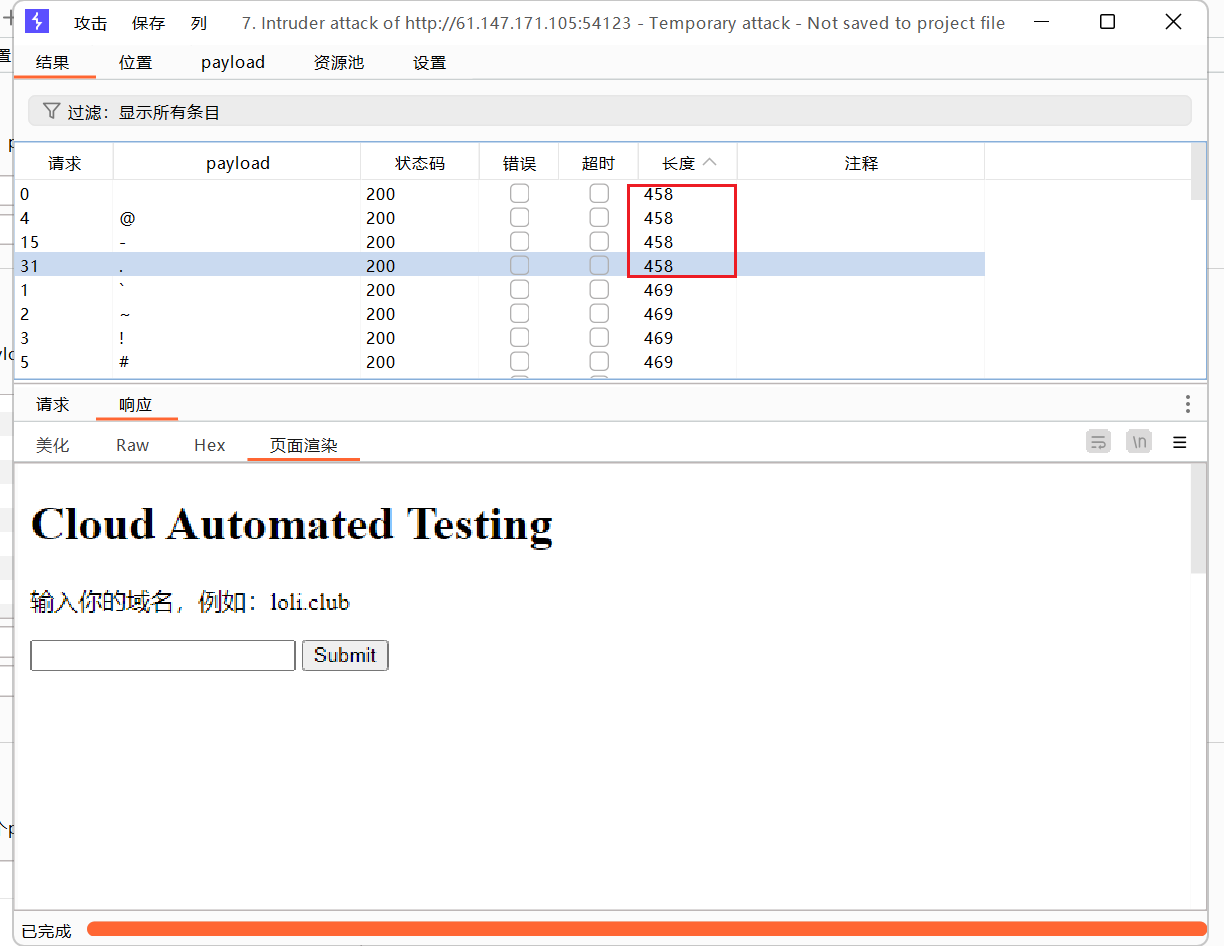 攻击 保存 列 7. Intruder attack of http://61.147.171.105:54123 - Temporary attack - Not saved to project file
结果 位置 payload 资源池 设置
过滤：显示所有条目
请求 payload 状态码 错误 超时 长度 注释
0 200 458
4 @ 200 458
15 - 200 458
31 . 200 458
1 ` 200 469
2 ~ 200 469
3 ! 200 469
5 # 200 469
请求 响应
美化 Raw Hex 页面渲染 \n
Cloud Automated Testing
输入你的域名，例如：loli.club
Submit
已完成